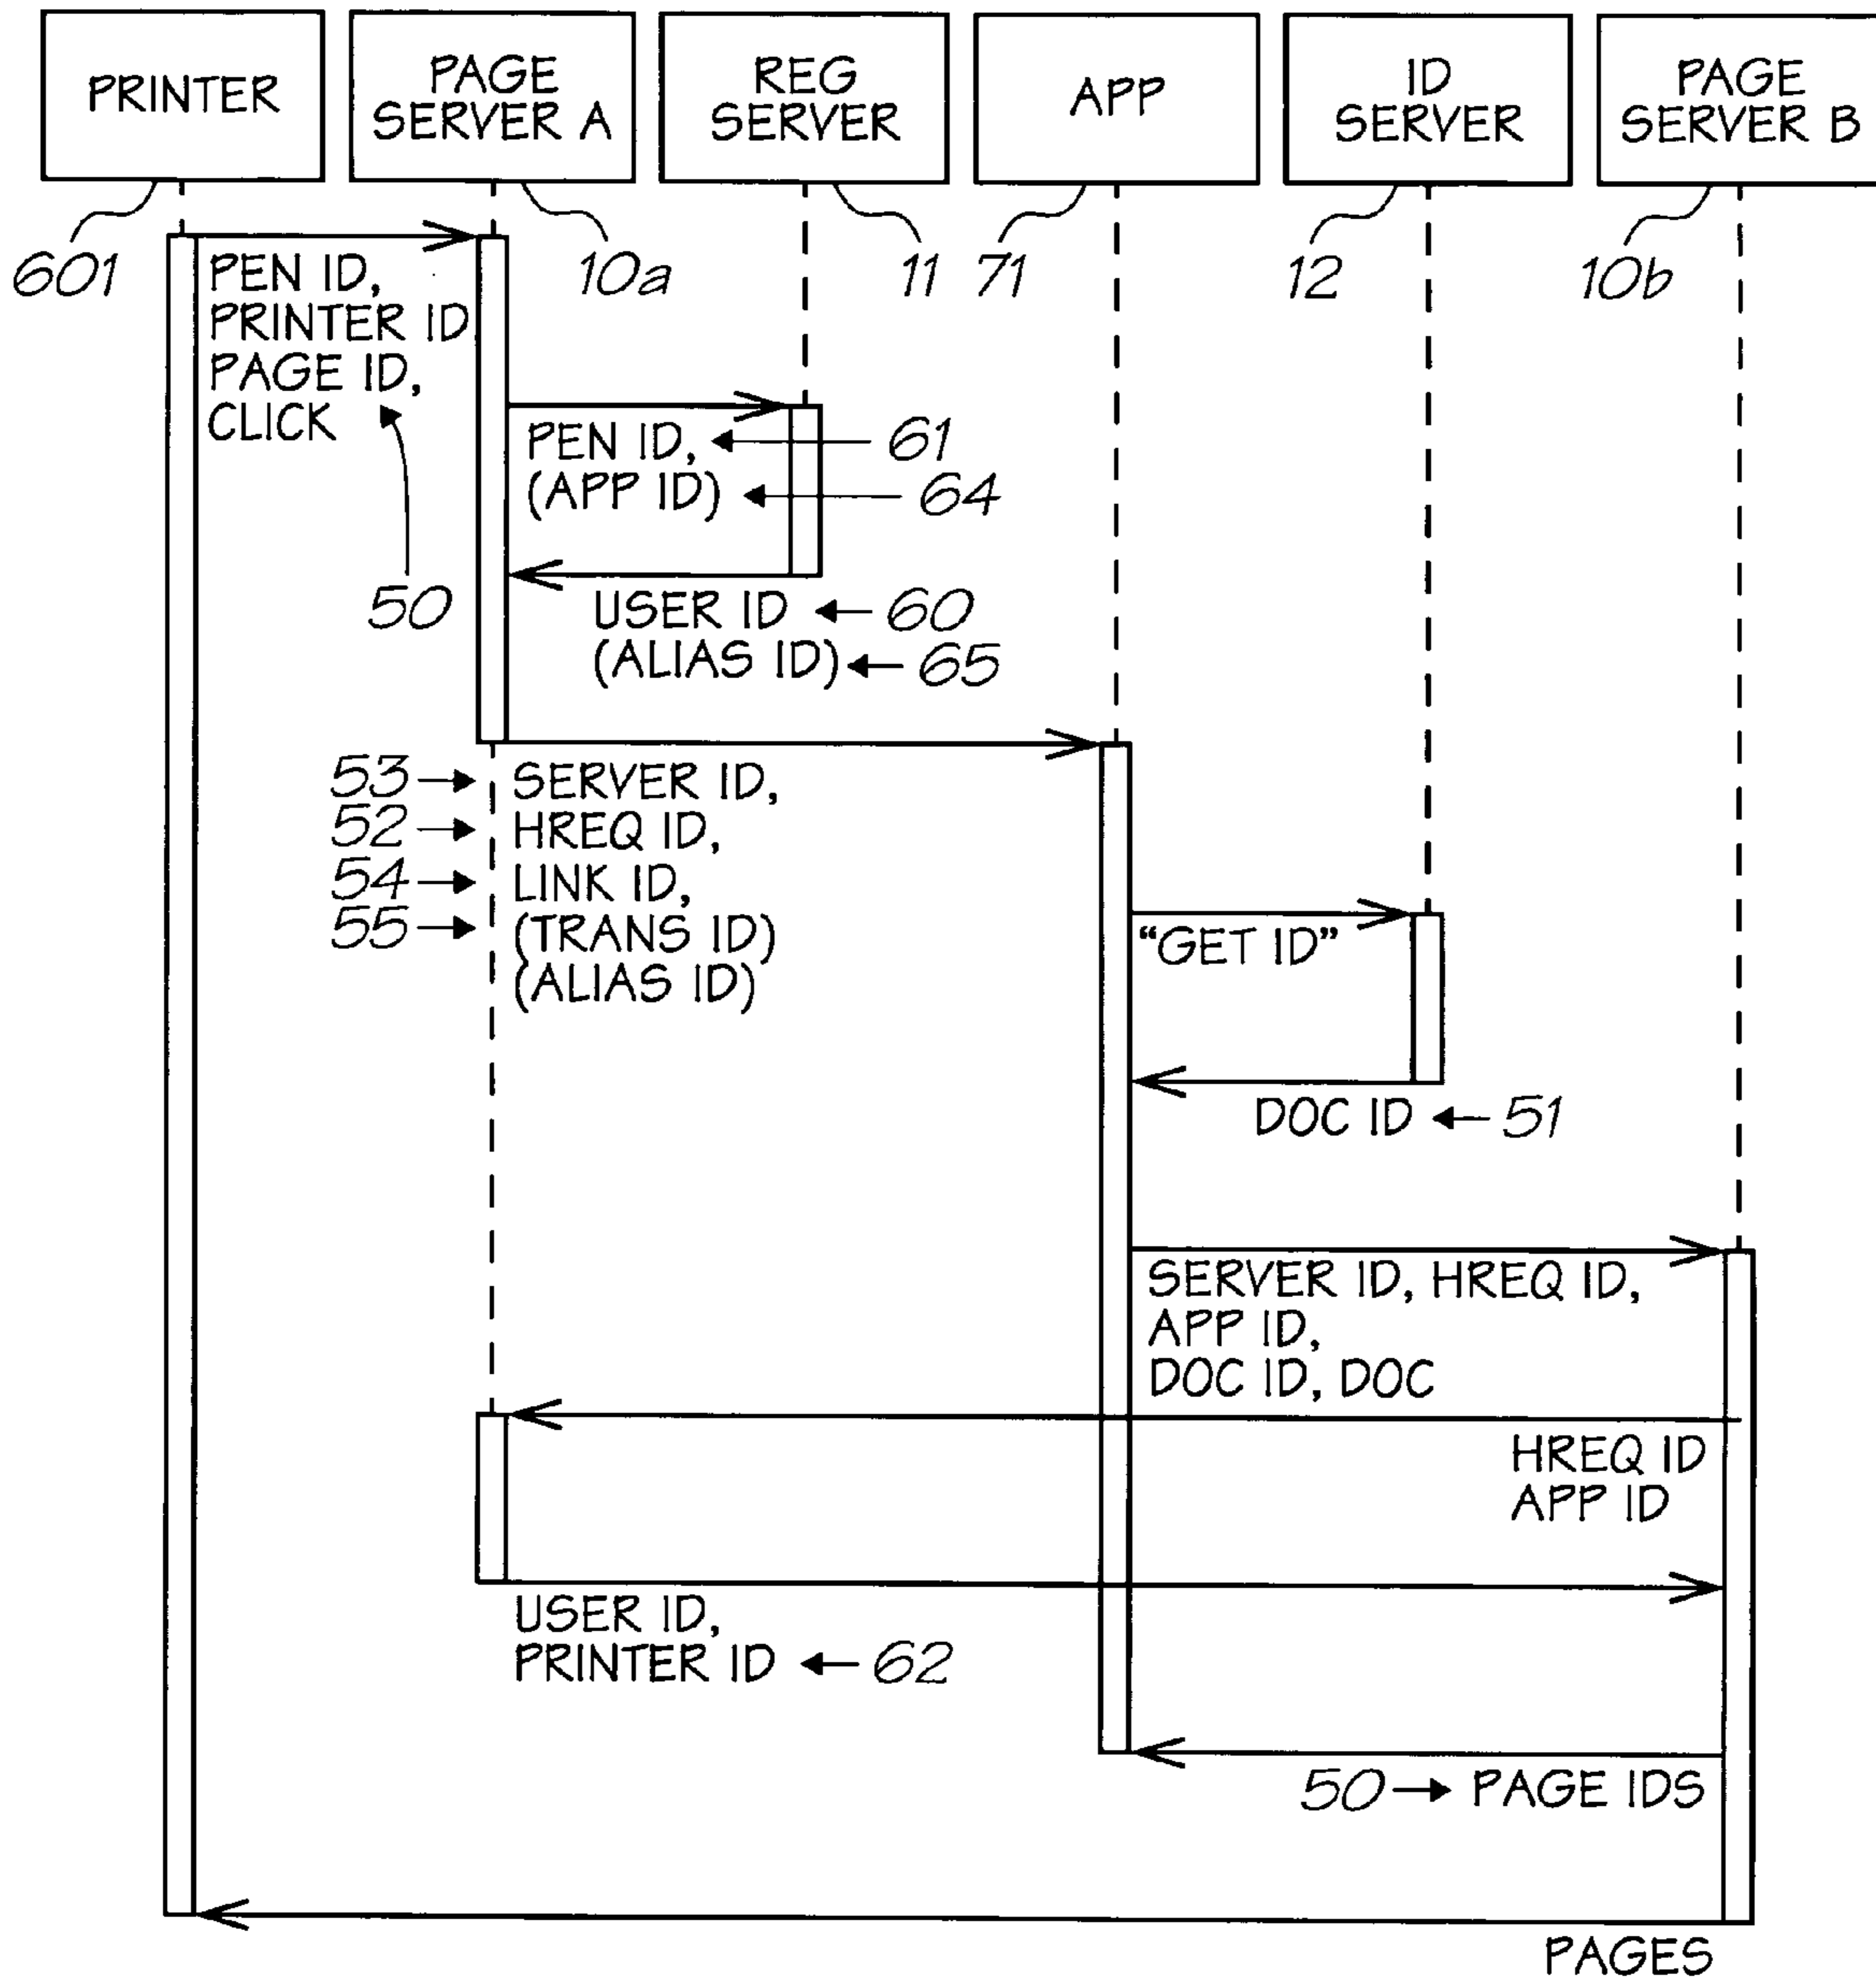 PRINTER
PAGE
SERVER A
REG
SERVER
APP
ID
SERVER
PAGE
SERVER B
601
10a
11
71
12
10b
PEN ID,
PRINTER ID
PAGE ID,
CLICK
50
PEN ID,
61
(APP ID)
64
USER ID
60
(ALIAS ID)
65
53
SERVER ID,
52
HREQ ID,
54
LINK ID,
55
(TRANS ID)
(ALIAS ID)
"GET ID"
DOC ID
51
SERVER ID, HREQ ID,
APP ID,
DOC ID, DOC
HREQ ID
APP ID
USER ID,
PRINTER ID
62
50
PAGE IDS
PAGES